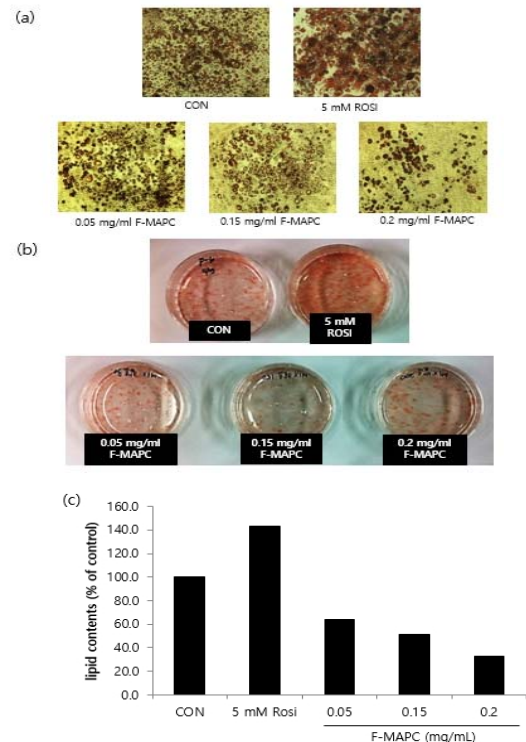 (a)
CON
5 mM ROSI
0.05 mg/ml F-MAPC
0.15 mg/ml F-MAPC
0.2 mg/ml F-MAPC
(b)
CON
5 mM
ROSI
0.05 mg/ml
F-MAPC
0.15 mg/ml
F-MAPC
0.2 mg/ml
F-MAPC
(c)
lipid contents (% of control)
160.0
140.0
120.0
100.0
80.0
60.0
40.0
20.0
0.0
CON
5 mM Rosi
0.05
0.15
0.2
F-MAPC (mg/mL)